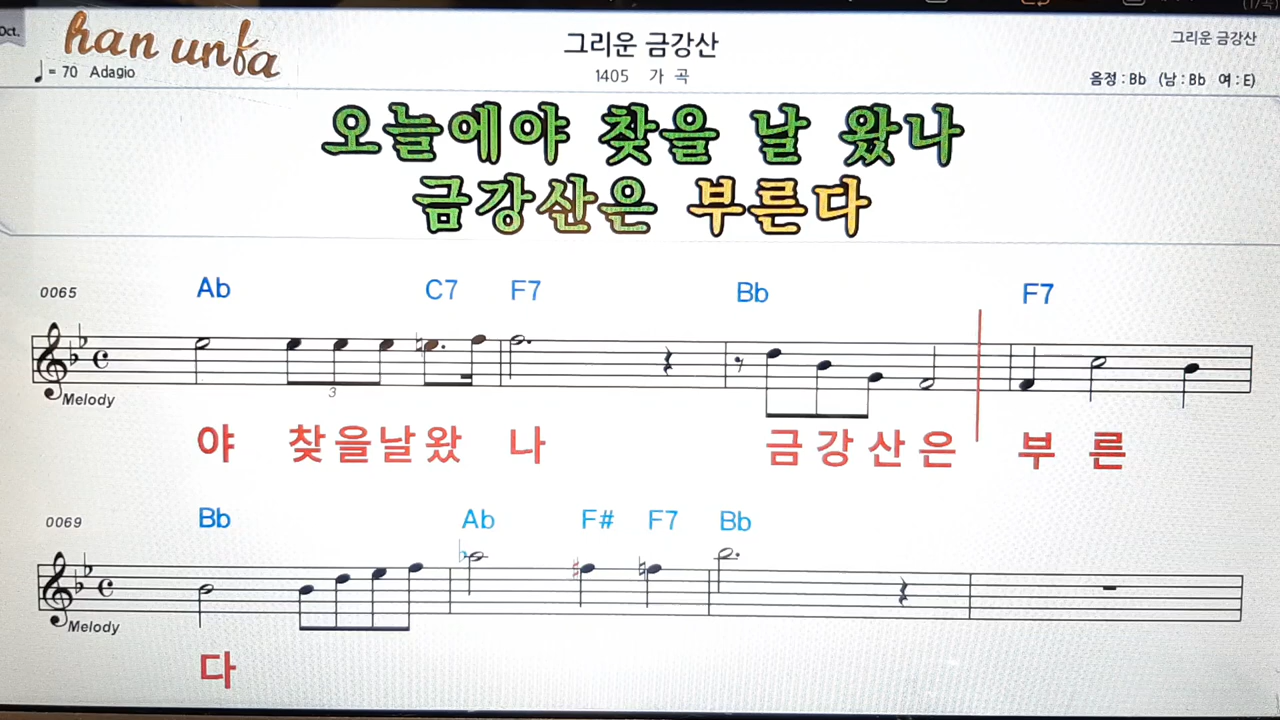 Oct.
han unfa
그리운 금강산
그리운 금강산
♩= 70 Adagio
1405 가 곡
음정 : Bb (남 : Bb 여 : E)
오늘에야 찾을 날 왔나
금강산은 부른다
0065
Ab C7 F7 Bb F7
3
Melody
야 찾을날왔 나 금강산은 부 른
0069
Bb Ab F# F7 Bb
Melody
다